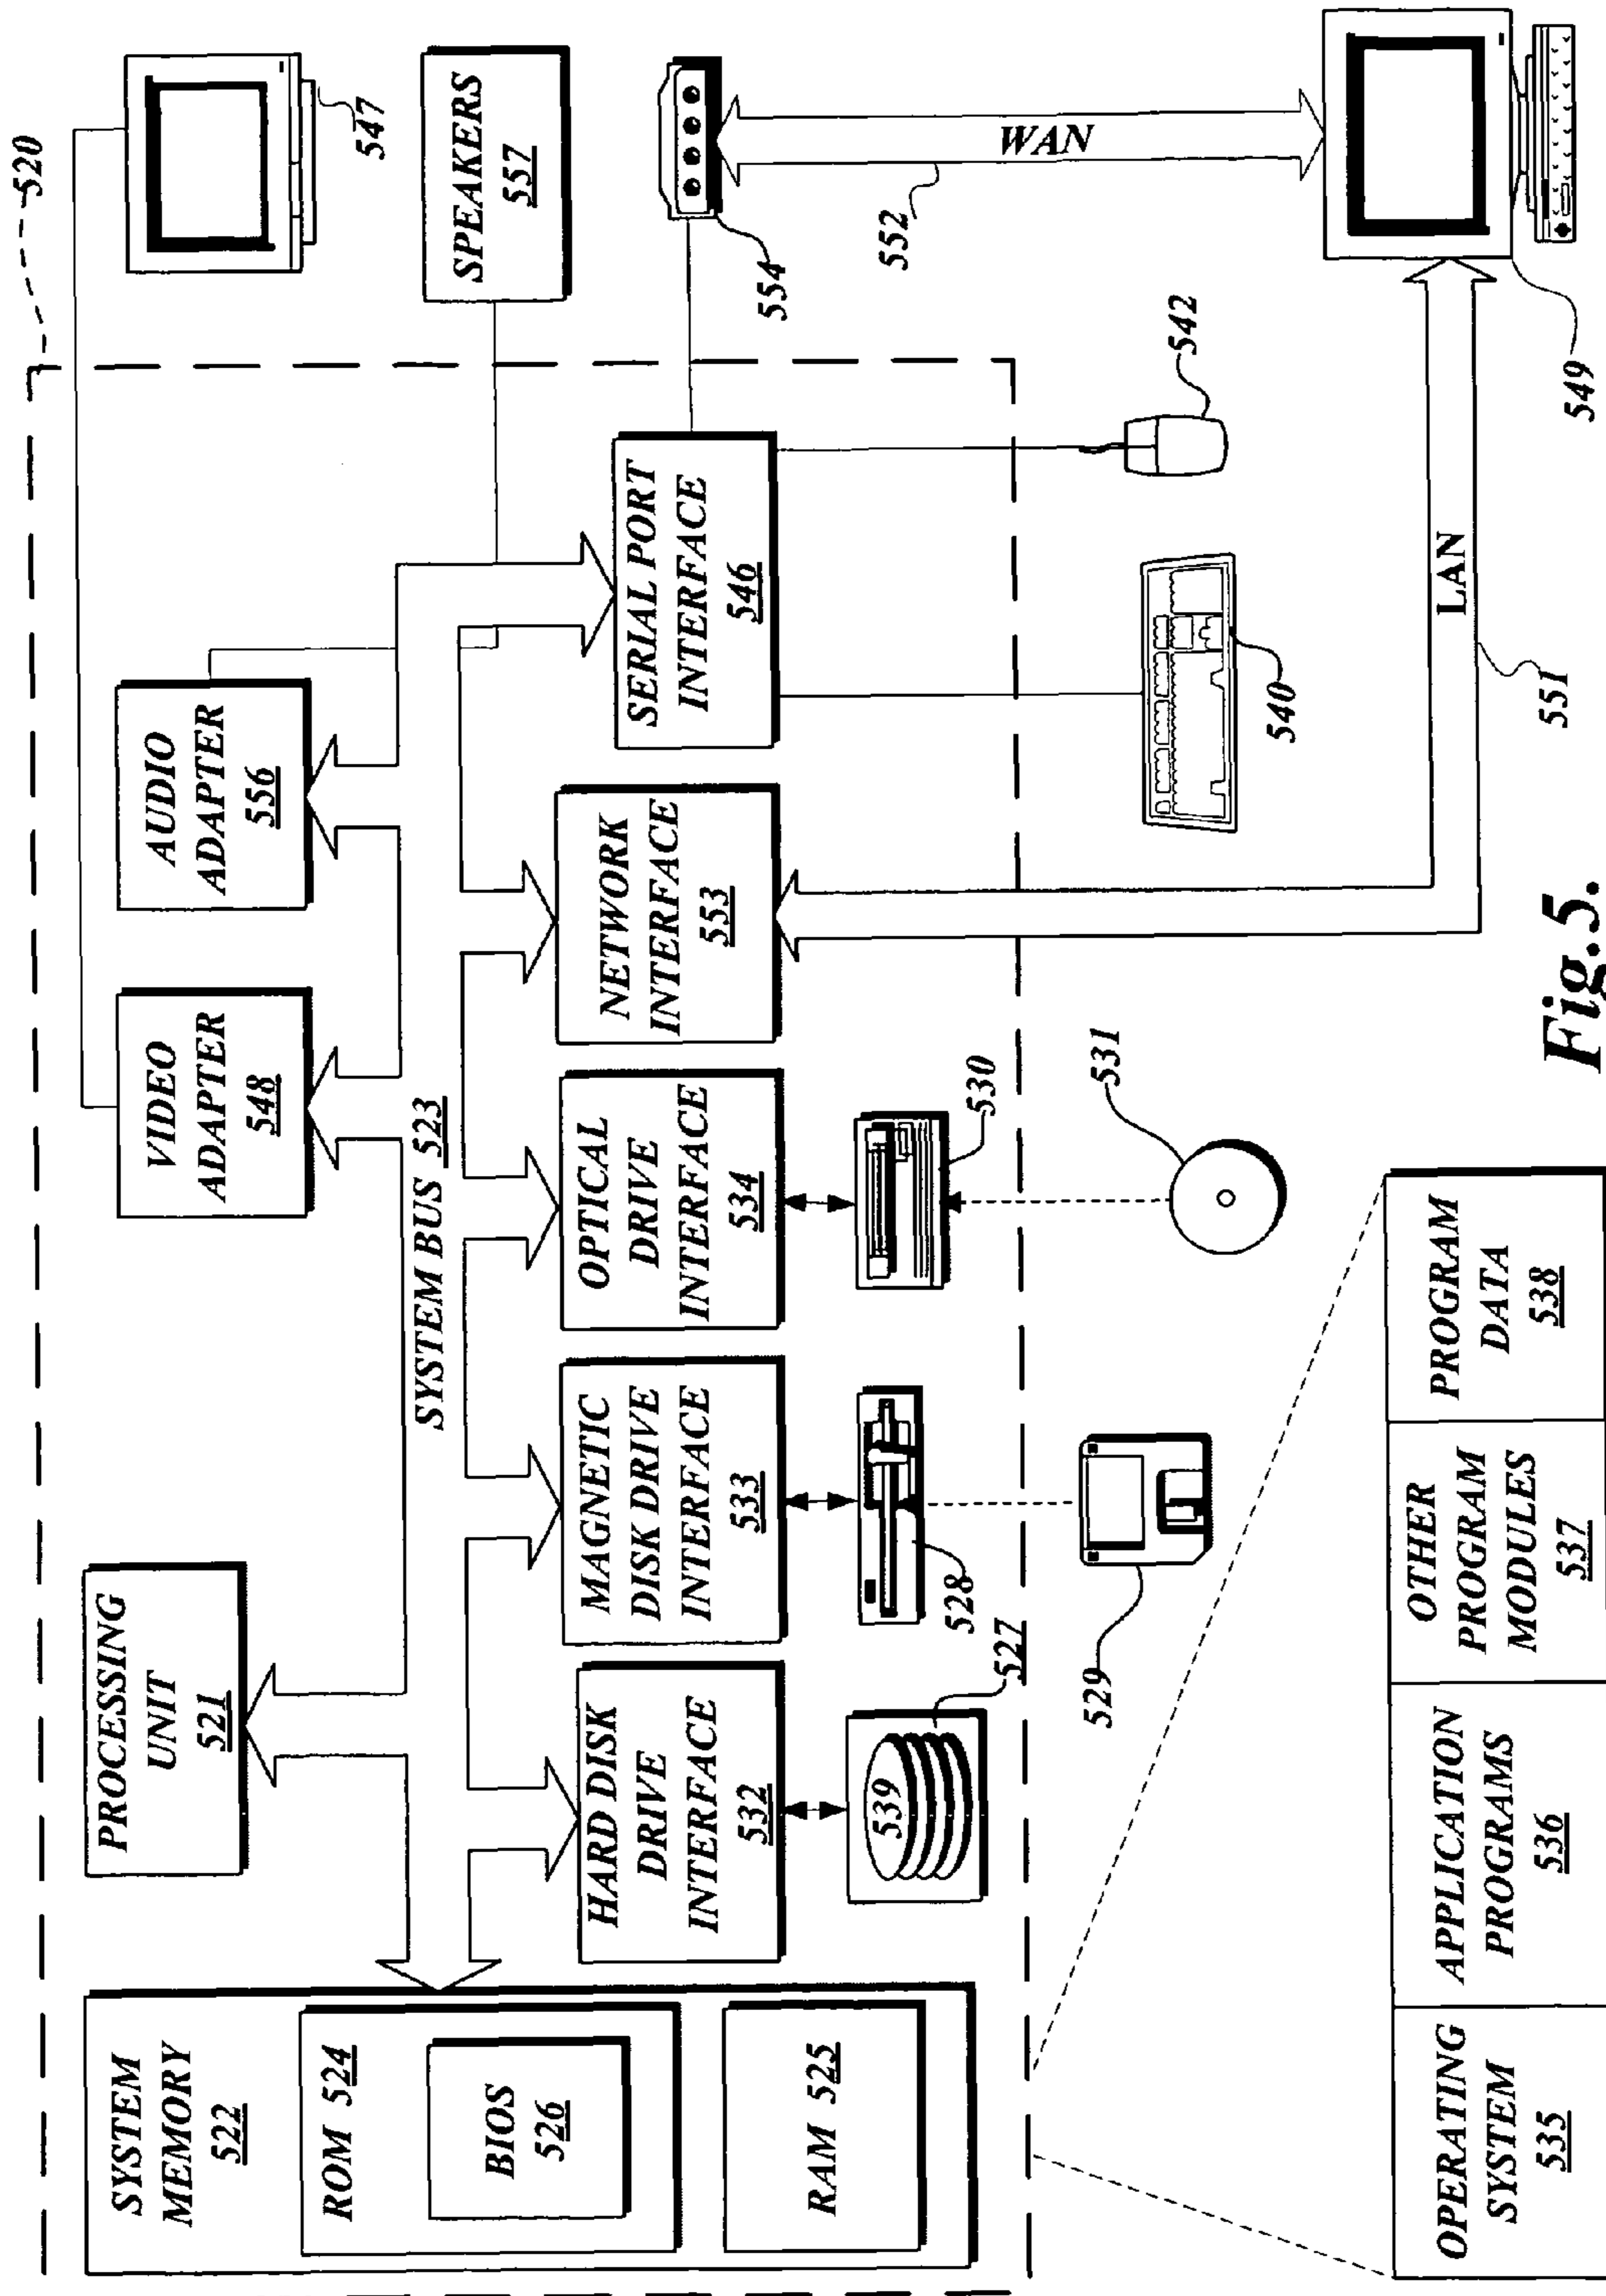 520
SYSTEM
MEMORY
522
ROM 524
BIOS
526
RAM 525
PROCESSING
UNIT
521
VIDEO
ADAPTER
548
AUDIO
ADAPTER
556
547
SPEAKERS
557
SYSTEM BUS 523
HARD DISK
DRIVE
INTERFACE
532
MAGNETIC
DISK DRIVE
INTERFACE
533
OPTICAL
DRIVE
INTERFACE
534
NETWORK
INTERFACE
553
SERIAL PORT
INTERFACE
546
554
539
527
528
530
529
531
540
542
552
WAN
LAN
551
549
OPERATING
SYSTEM
535
APPLICATION
PROGRAMS
536
OTHER
PROGRAM
MODULES
537
PROGRAM
DATA
538
Fig.5.